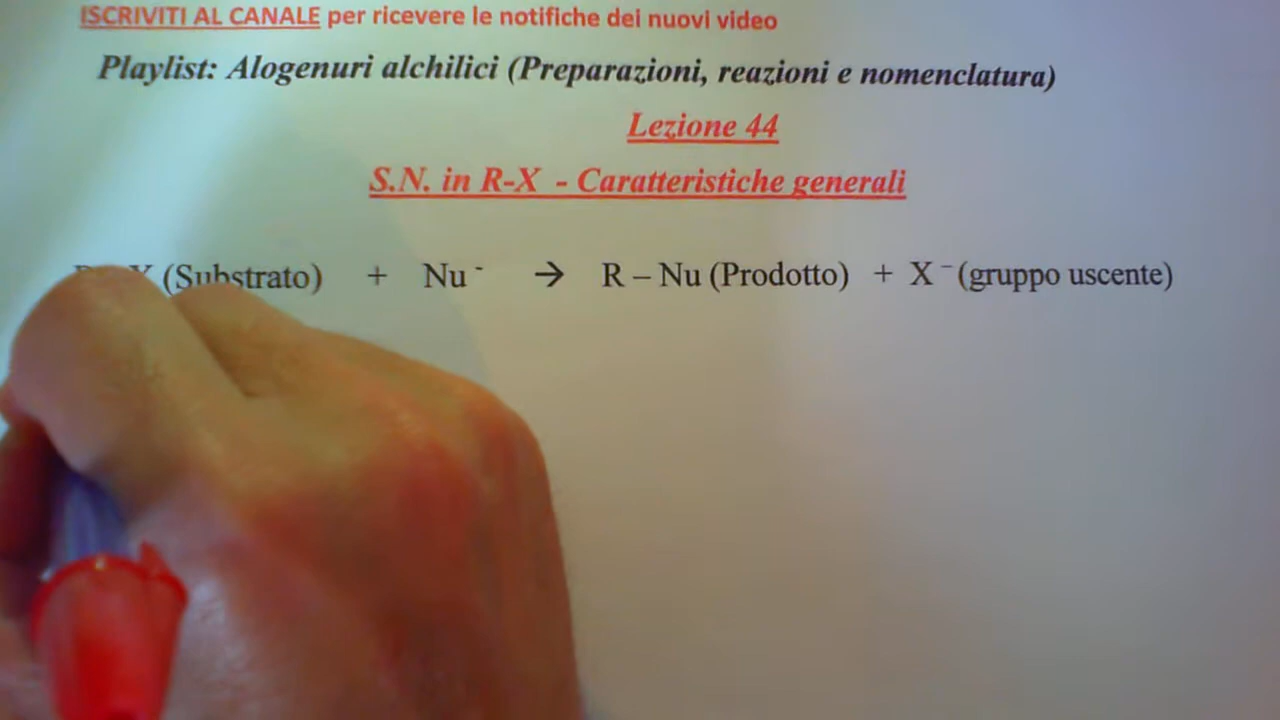 ISCRIVITI AL CANALE per ricevere le notifiche dei nuovi video
Playlist: Alogenuri alchilici (Preparazioni, reazioni e nomenclatura)
Lezione 44
S.N. in R-X - Caratteristiche generali
(Substrato) + Nu⁻ → R – Nu (Prodotto) + X⁻ (gruppo uscente)